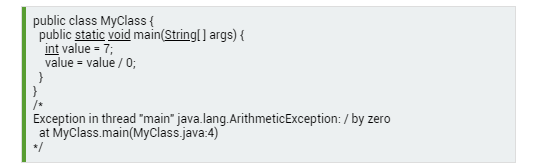 public class MyClass {
public static void main(String[ ] args) {
int value = 7;
value = value / 0;
}
}
/*
Exception in thread "main" java.lang.ArithmeticException: / by zero
at MyClass.main(MyClass.java:4)
*/